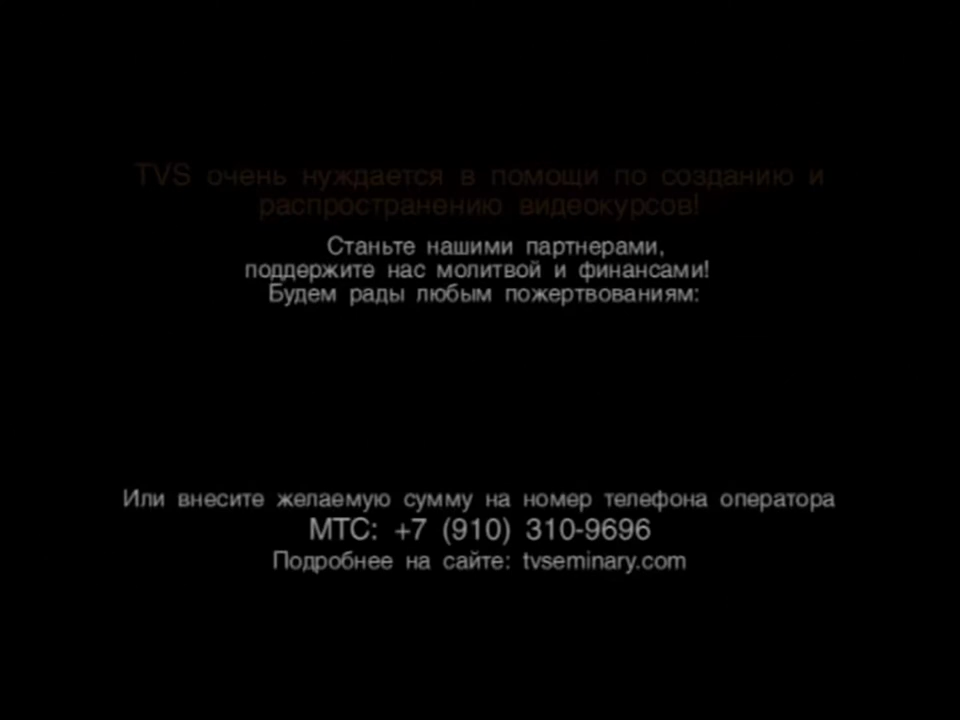 TVS очень нуждается в помощи по созданию и
распространению видеокурсов!
Станьте нашими партнерами,
поддержите нас молитвой и финансами!
Будем рады любым пожертвованиям:
Или внесите желаемую сумму на номер телефона оператора
МТС: +7 (910) 310-9696
Подробнее на сайте: tvseminary.com